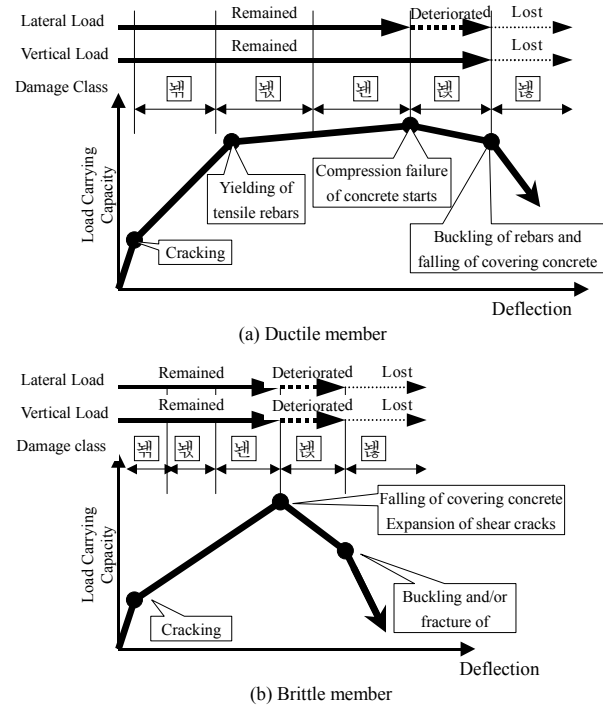 Lateral Load
Remained
Deteriorated
Lost
Vertical Load
Remained
Lost
Damage Class
Load Carrying
Capacity
Cracking
Yielding of
tensile rebars
Compression failure
of concrete starts
Buckling of rebars and
falling of covering concrete
Deflection
(a) Ductile member
Lateral Load
Remained
Deteriorated
Lost
Vertical Load
Remained
Deteriorated
Lost
Damage class
Load Carrying
Capacity
Falling of covering concrete
Expansion of shear cracks
Buckling and/or
fracture of
Cracking
Deflection
(b) Brittle member